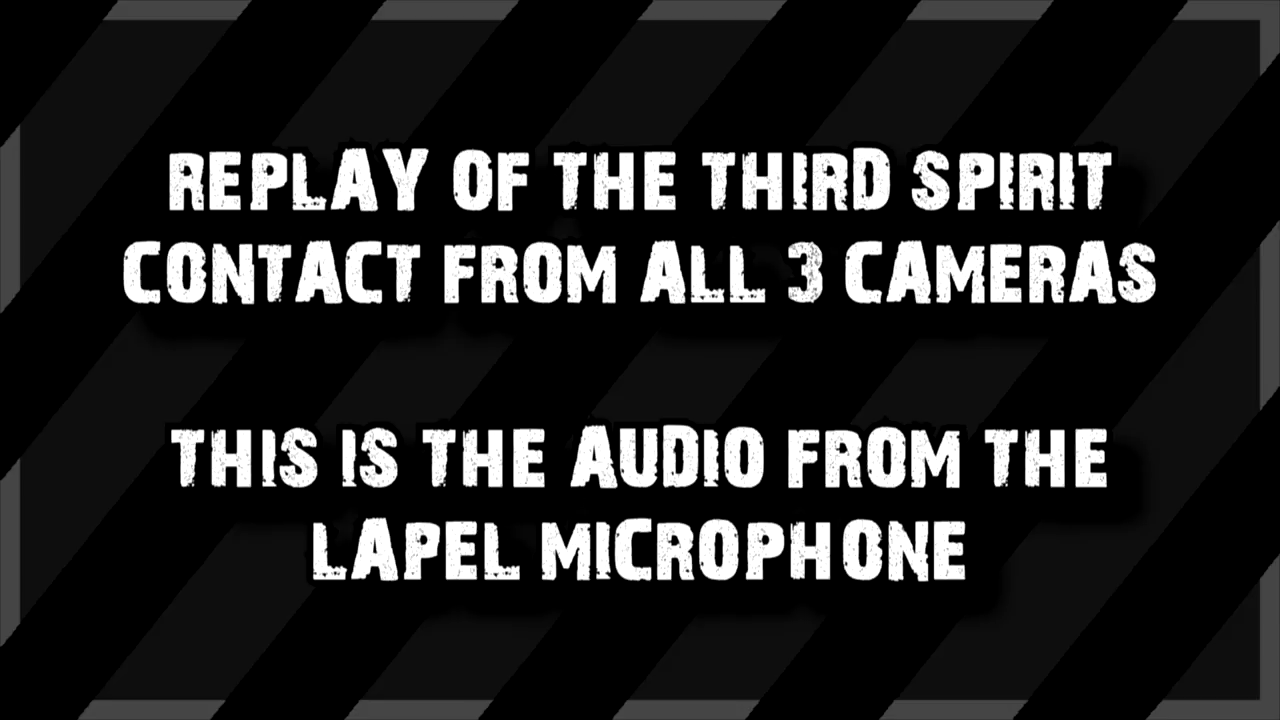 REPLAY OF THE THIRD SPIRIT
CONTACT FROM ALL 3 CAMERAS
THIS IS THE AUDIO FROM THE
LAPEL MICROPHONE